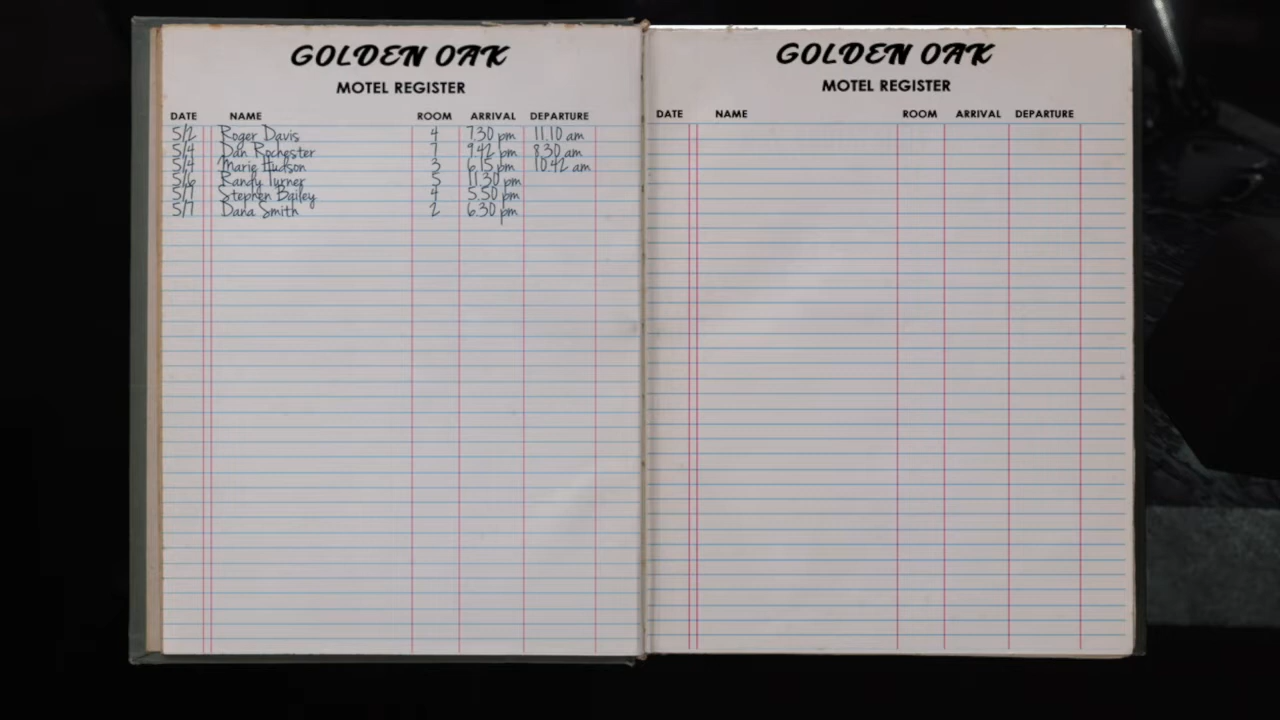 GOLDEN OAK
MOTEL REGISTER
DATE NAME ROOM ARRIVAL DEPARTURE
5/2 Roger Davis 4 7.30 pm 11.10 am
5/4 Dan Rochester 7 9.42 pm 8.30 am
5/4 Marie Hudson 3 6.15 pm 10.42 am
5/6 Randy Turner 5 11.30 pm
5/7 Stephen Bailey 4 5.50 pm
5/7 Dana Smith 2 6.30 pm
GOLDEN OAK
MOTEL REGISTER
DATE NAME ROOM ARRIVAL DEPARTURE